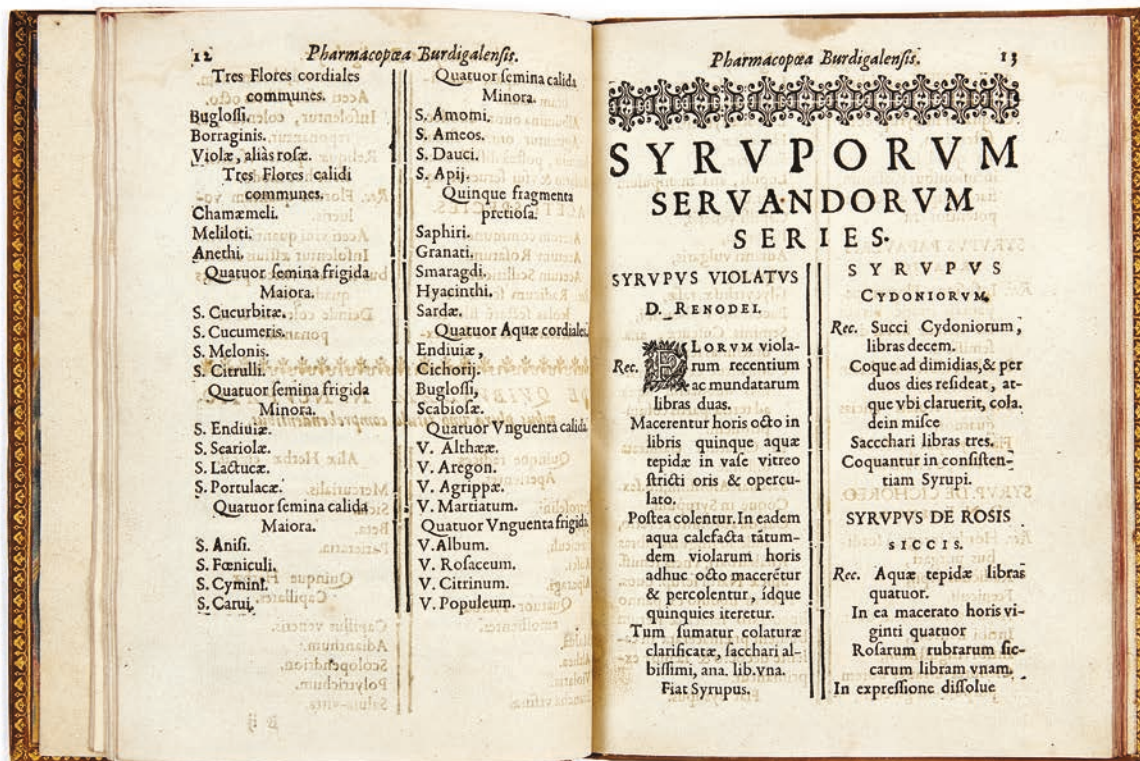 12 Pharmacopœa Burdigalenſis.
Tres Flores cordiales
communes.
Bugloſſi.
Borraginis.
Violæ, aliàs roſæ.
Tres Flores calidi
communes.
Chamæmeli.
Meliloti.
Anethi.
Quatuor ſemina frigida
Maiora.
S. Cucurbitæ.
S. Cucumeris.
S. Melonis.
S. Citrulli.
Quatuor ſemina frigida
Minora.
S. Endiuiæ.
S. Scariolæ.
S. Lactucæ.
S. Portulacæ.
Quatuor ſemina calida
Maiora.
S. Aniſi.
S. Fœniculi.
S. Cymini.
S. Carui.
Quatuor ſemina calida
Minora.
S. Amomi.
S. Ameos.
S. Dauci.
S. Apij.
Quinque fragmenta
pretioſa.
Saphiri.
Granati.
Smaragdi.
Hyacinthi.
Sardæ.
Quatuor Aquæ cordiales.
Endiuiæ,
Cichorij.
Bugloſſi,
Scabioſæ.
Quatuor Vnguenta calida.
V. Althææ.
V. Aregon.
V. Agrippæ.
V. Martiatum.
Quatuor Vnguenta frigida
V. Album.
V. Roſaceum.
V. Citrinum.
V. Populeum.
Pharmacopœa Burdigalenſis. 13
SYRVPORVM
SERVANDORVM
SERIES.
SYRVPVS VIOLATVS
D. RENODEI.
Rec. FLORVM viola-
rum recentium
ac mundatarum
libras duas.
Macerentur horis octo in
libris quinque aquæ
tepidæ in vaſe vitreo
ſtricti oris & opercu-
lato.
Poſtea colentur. In eadem
aqua calefacta tãtum-
dem violarum horis
adhuc octo macerẽtur
& percolentur, idque
quinquies iteretur.
Tum ſumatur colaturæ
clarificatæ, ſacchari al-
biſſimi, ana. lib. vna.
Fiat Syrupus.
SYRVPVS
CYDONIORVM.
Rec. Succi Cydoniorum,
libras decem.
Coque ad dimidias, & per
duos dies reſideat, at-
que vbi claruerit, cola.
dein miſce
Saccchari libras tres.
Coquantur in conſiſten-
tiam Syrupi.
SYRVPVS DE ROSIS
SICCIS.
Rec. Aquæ tepidæ libras
quatuor.
In ea macerato horis vi-
ginti quatuor
Roſarum rubrarum ſic-
carum libram vnam.
In expreſſione diſſolue